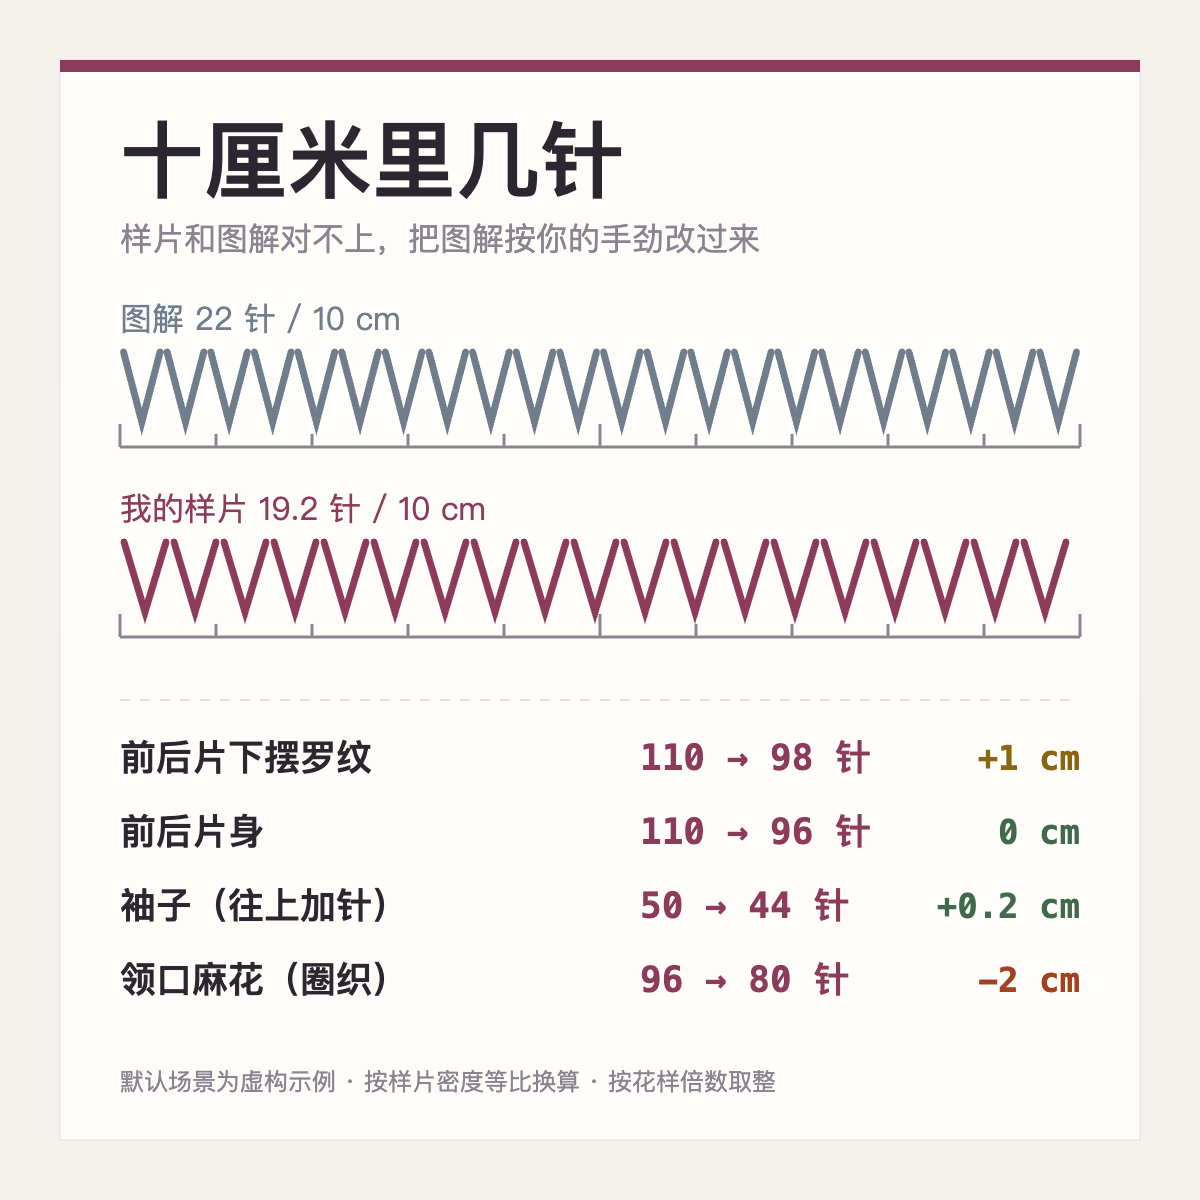 十厘米里几针
样片和图解对不上，把图解按你的手劲改过来
图解 22 针 / 10 cm
我的样片 19.2 针 / 10 cm
前后片下摆罗纹 110 → 98 针 +1 cm
前后片身 110 → 96 针 0 cm
袖子（往上加针） 50 → 44 针 +0.2 cm
领口麻花（圈织） 96 → 80 针 −2 cm
默认场景为虚构示例 · 按样片密度等比换算 · 按花样倍数取整